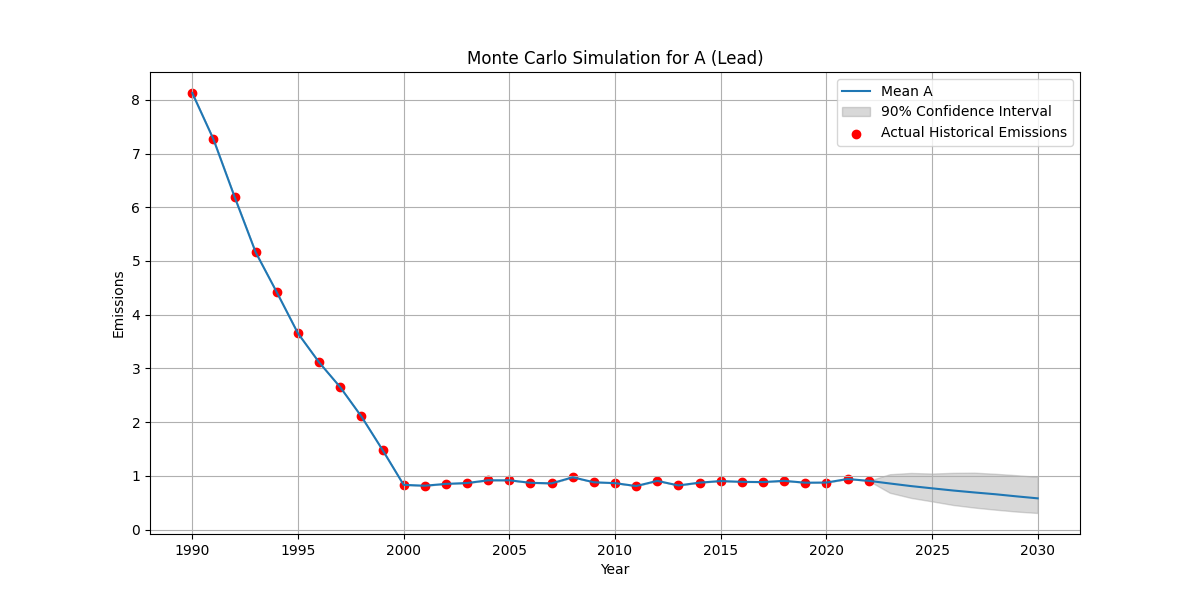 Monte Carlo Simulation for A (Lead)
Mean A
90% Confidence Interval
Actual Historical Emissions
Emissions
8
7
6
5
4
3
2
1
0
1990 1995 2000 2005 2010 2015 2020 2025 2030
Year